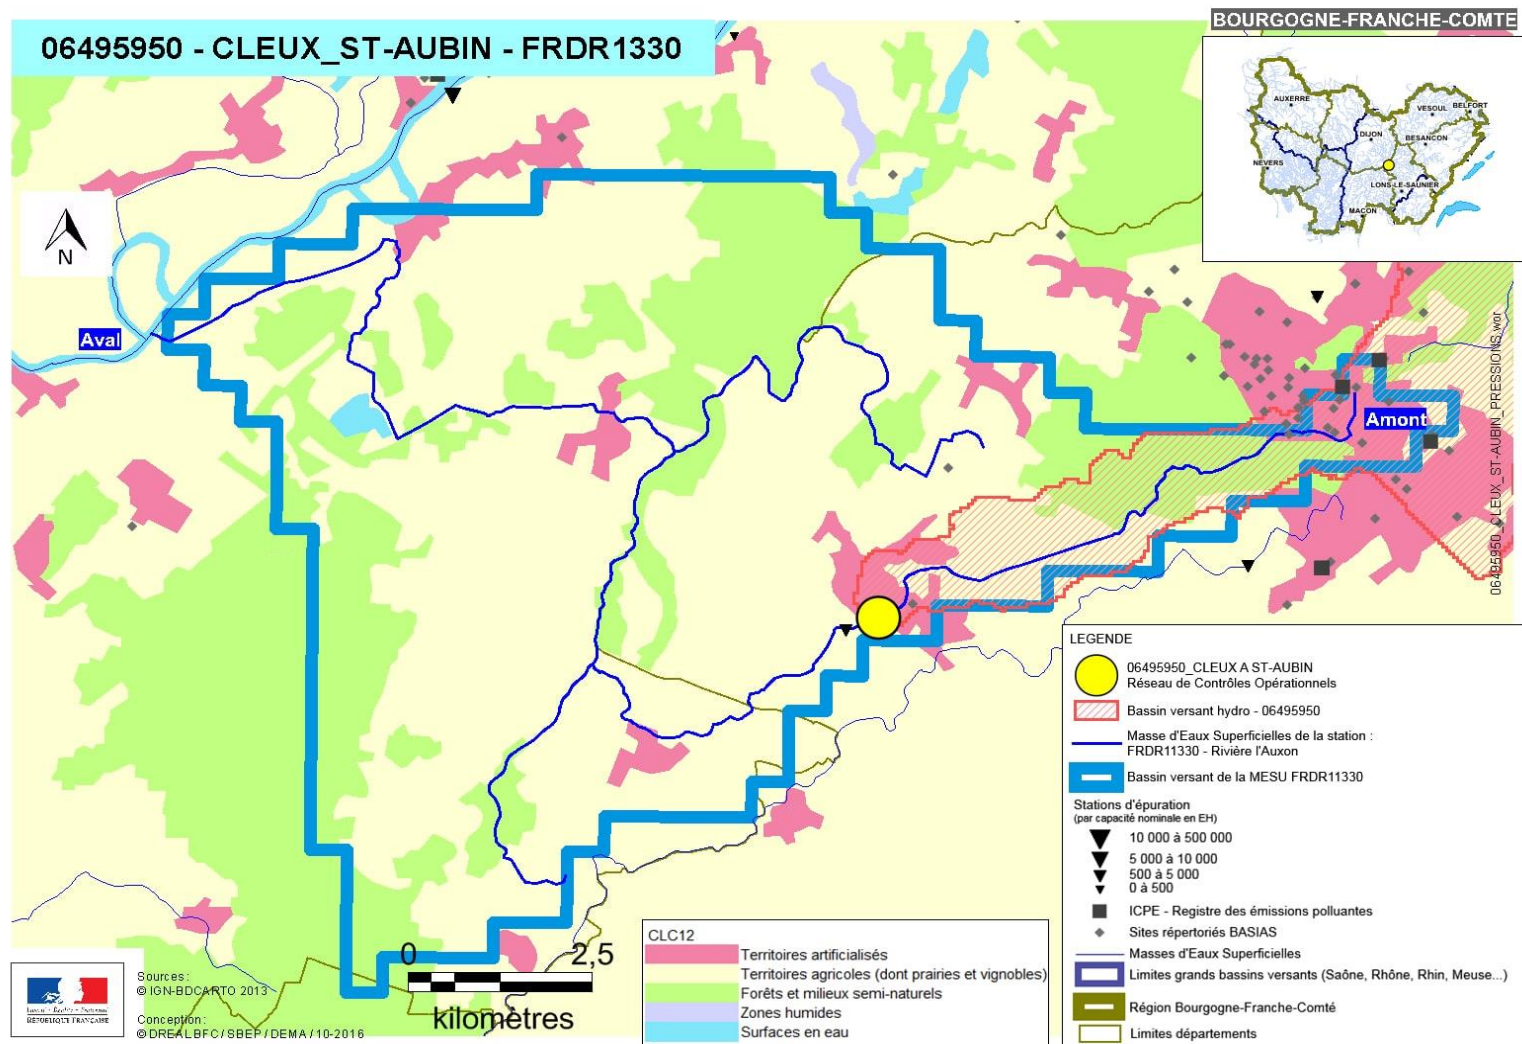 BOURGOGNE-FRANCHE-COMTE
06495950 - CLEUX_ST-AUBIN - FRDR1330
AUXERRE
VESOUL
BELFORT
DIJON
BESANCON
NEVERS
LONS-LE-SAUNIER
MACON
N
Aval
Amont
06495950_CLEUX_ST-AUBIN_PRESSIONS.wor
LEGENDE
06495950_CLEUX A ST-AUBIN
Réseau de Contrôles Opérationnels
Bassin versant hydro - 06495950
Masse d'Eaux Superficielles de la station :
FRDR11330 - Rivière l'Auxon
Bassin versant de la MESU FRDR11330
Stations d'épuration
(par capacité nominale en EH)
10 000 à 500 000
5 000 à 10 000
500 à 5 000
0 à 500
ICPE - Registre des émissions polluantes
Sites répertoriés BASIAS
Masses d'Eaux Superficielles
Limites grands bassins versants (Saône, Rhône, Rhin, Meuse...)
Région Bourgogne-Franche-Comté
Limites départements
CLC12
Territoires artificialisés
Territoires agricoles (dont prairies et vignobles)
Forêts et milieux semi-naturels
Zones humides
Surfaces en eau
0 2,5
kilomètres
Liberté • Égalité • Fraternité
RÉPUBLIQUE FRANÇAISE
Sources :
© IGN-BDCARTO 2013
Conception :
© DREAL BFC / SBEP / DEMA / 10-2016